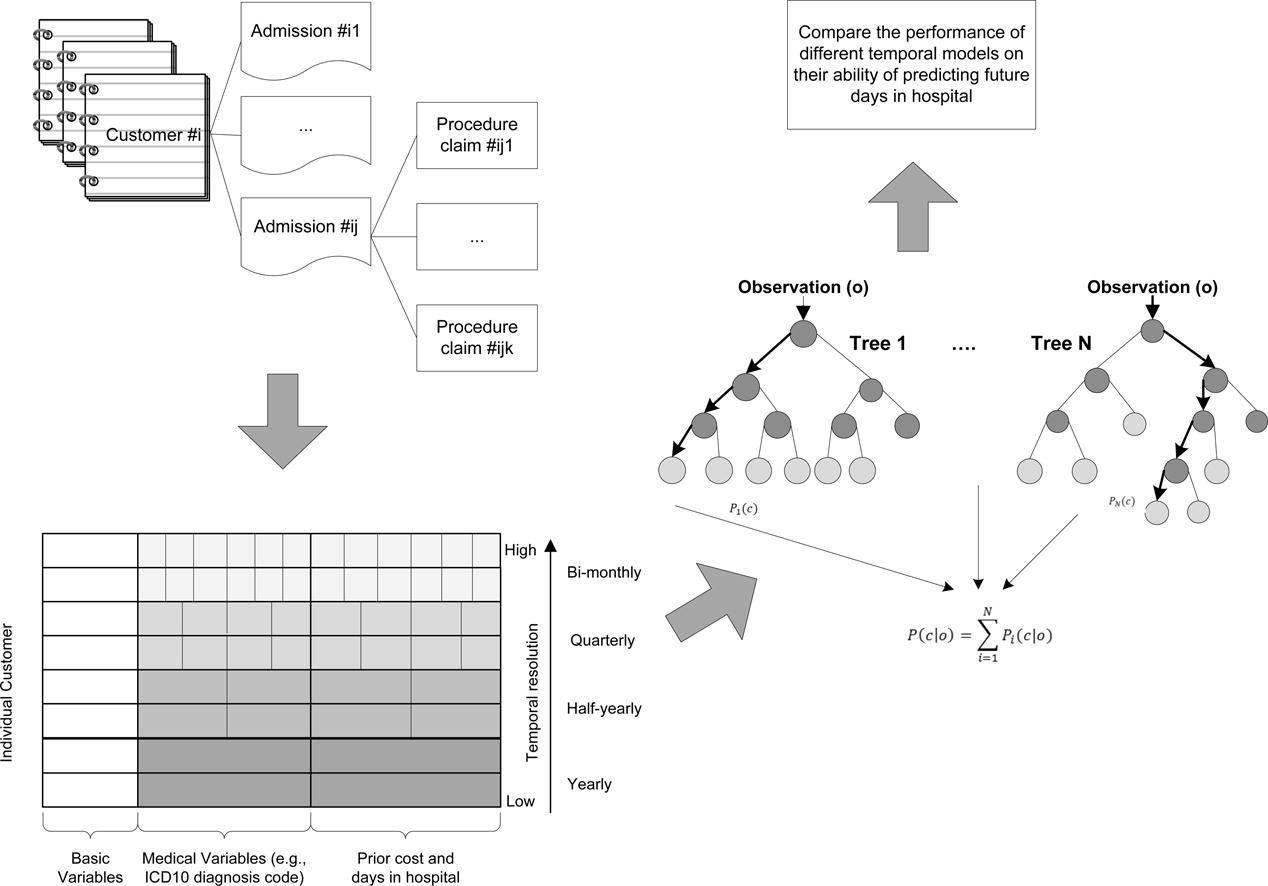 Admission #i1
...
Customer #i
Admission #ij
Procedure
claim #ij1
...
Procedure
claim #ijk
Compare the performance of
different temporal models on
their ability of predicting future
days in hospital
Observation (o)
Observation (o)
Tree 1
....
Tree N
P₁(c)
P_N(c)
P(c|o) = ∑_{i=1}^{N} P_i(c|o)
Individual Customer
High
Temporal resolution
Low
Bi-monthly
Quarterly
Half-yearly
Yearly
Basic
Variables
Medical Variables (e.g.,
ICD10 diagnosis code)
Prior cost and
days in hospital